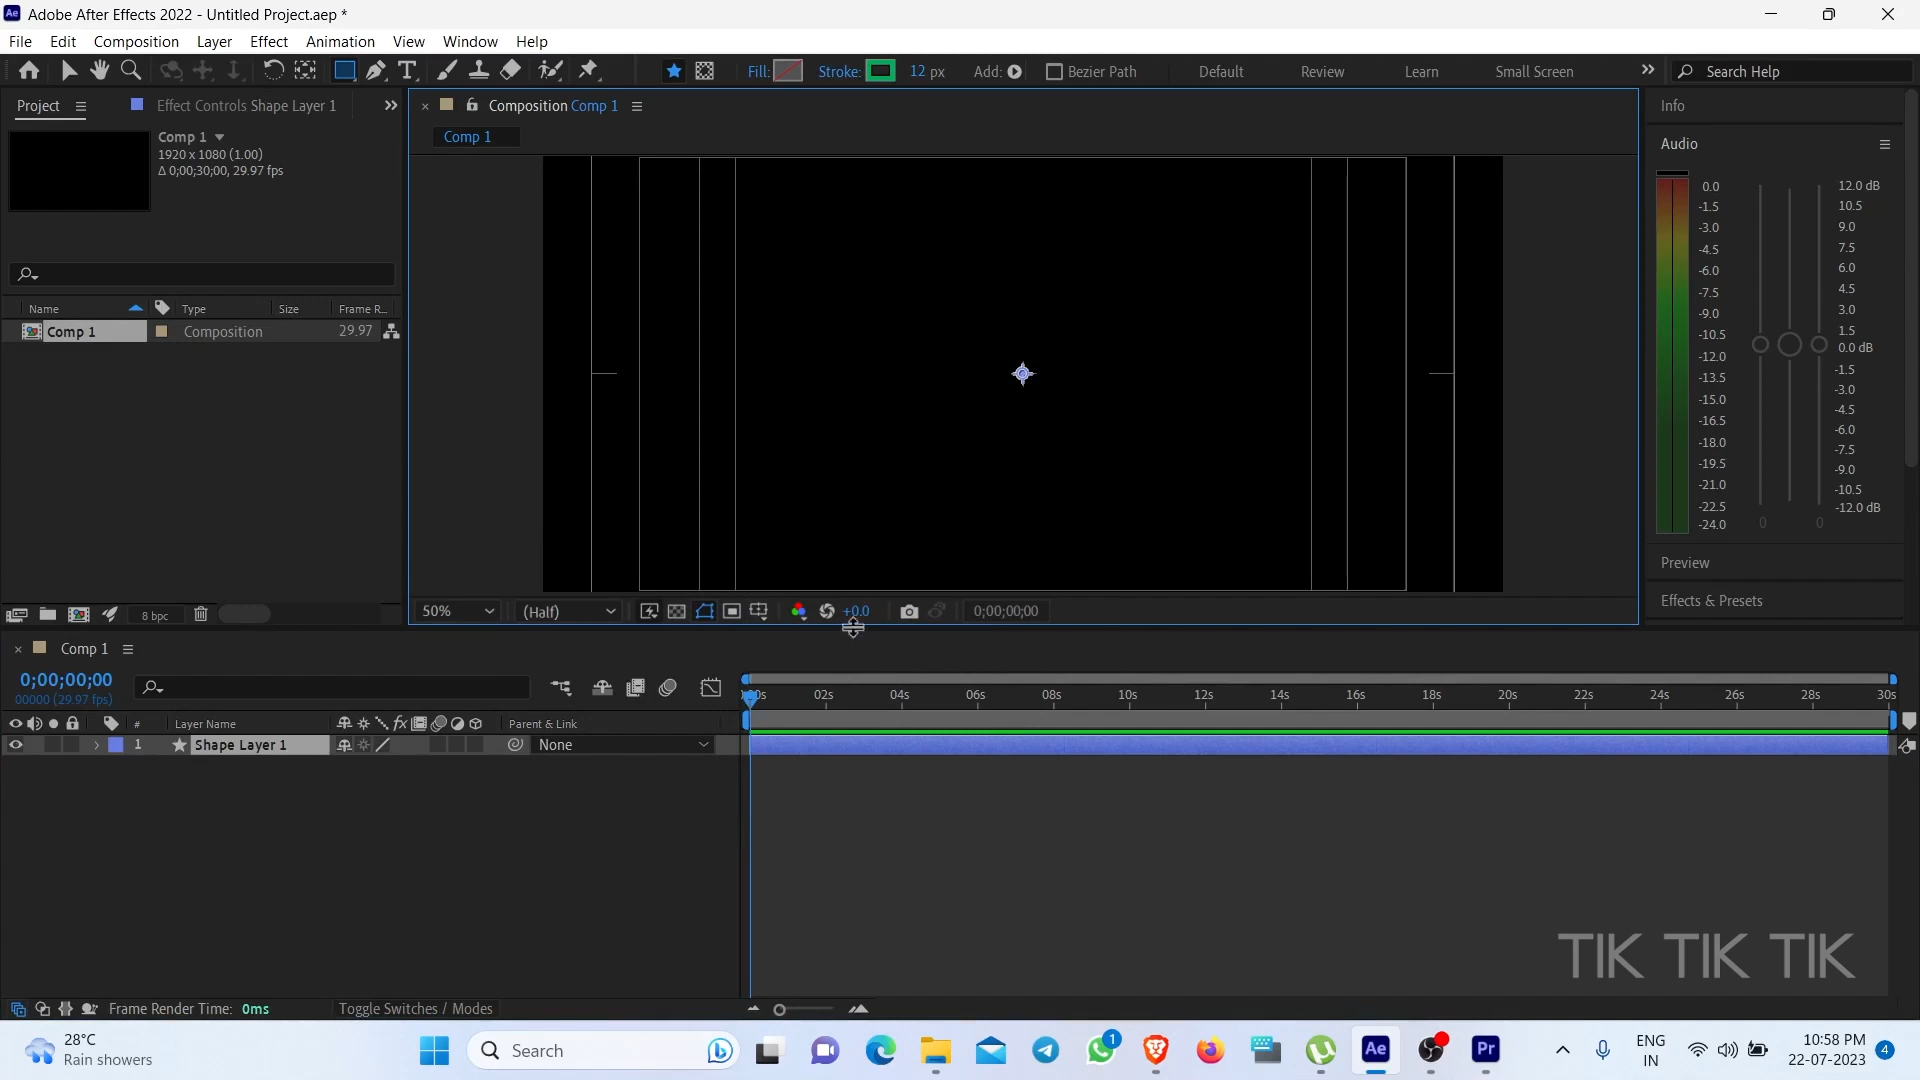 Adobe After Effects 2022 - Untitled Project.aep *
File Edit Composition Layer Effect Animation View Window Help
Fill: Stroke: 12 px Add: Bezier Path Default Review Learn Small Screen Search Help
Project Effect Controls Shape Layer 1
Comp 1
1920 x 1080 (1.00)
Δ 0;00;30;00, 29.97 fps
Name Type Size Frame R...
Comp 1 Composition 29.97
8 bpc
Composition Comp 1
Comp 1
50% (Half) +0.0 0;00;00;00
Info
Audio
0.0
-1.5
-3.0
-4.5
-6.0
-7.5
-9.0
-10.5
-12.0
-13.5
-15.0
-16.5
-18.0
-19.5
-21.0
-22.5
-24.0
12.0 dB
10.5
9.0
7.5
6.0
4.5
3.0
1.5
0.0 dB
-1.5
-3.0
-4.5
-6.0
-7.5
-9.0
-10.5
-12.0 dB
0 0
Preview
Effects & Presets
Comp 1
0;00;00;00
00000 (29.97 fps)
# Layer Name Parent & Link
1 Shape Layer 1 None
02s 04s 06s 08s 10s 12s 14s 16s 18s 20s 22s 24s 26s 28s 30s
TIK TIK TIK
Frame Render Time: 0ms Toggle Switches / Modes
28°C
Rain showers
Search
1
Ae
Pr
ENG
IN
10:58 PM
22-07-2023
4